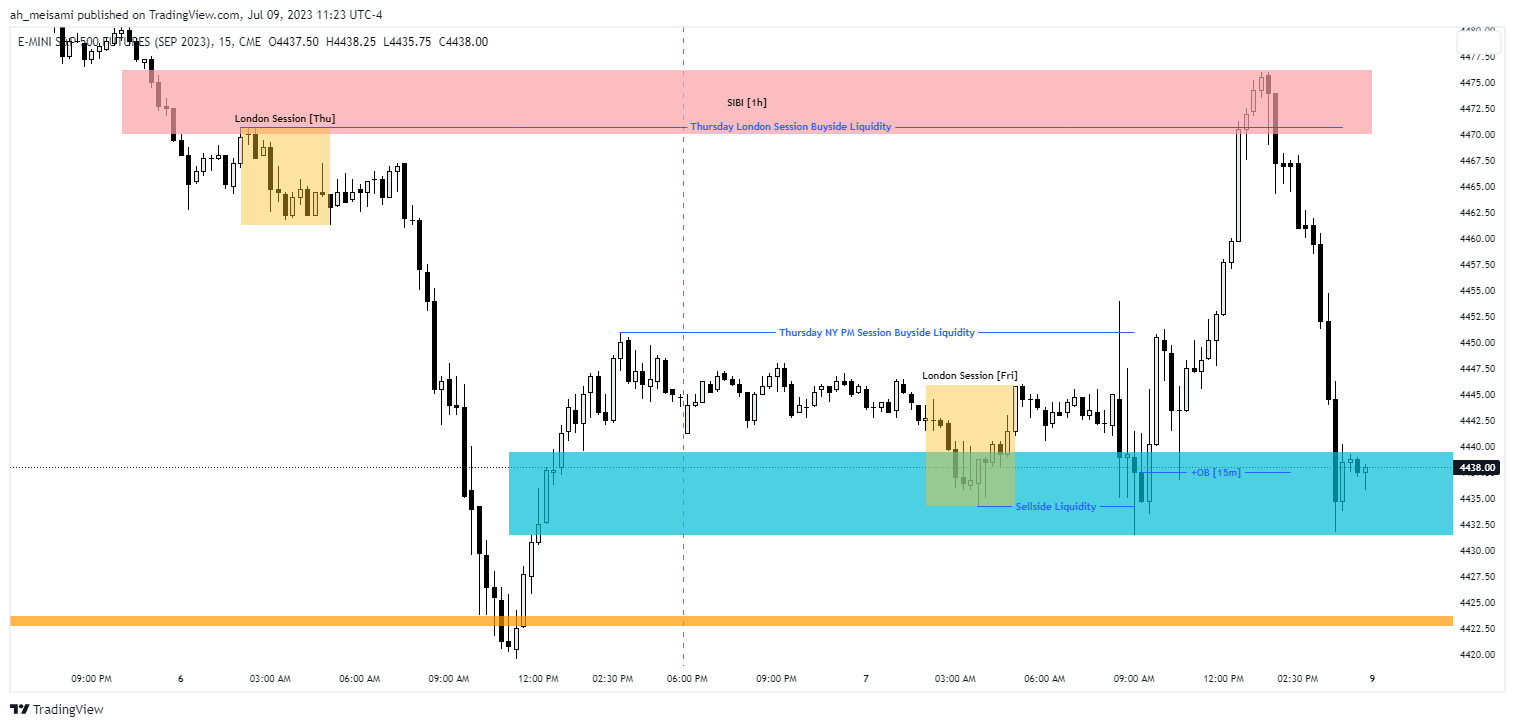 ah_meisami published on TradingView.com, Jul 09, 2023 11:23 UTC-4
E-MINI S&P 500 FUTURES (SEP 2023), 15, CME O4437.50 H4438.25 L4435.75 C4438.00
4480.00
4477.50
4475.00
SIBI [1h]
4472.50
London Session [Thu]
Thursday London Session Buyside Liquidity
4470.00
4467.50
4465.00
4462.50
4460.00
4457.50
4455.00
4452.50
Thursday NY PM Session Buyside Liquidity
4450.00
4447.50
London Session [Fri]
4445.00
4442.50
4440.00
4438.00
+OB [15m]
4435.00
Sellside Liquidity
4432.50
4430.00
4427.50
4425.00
4422.50
4420.00
09:00 PM 6 03:00 AM 06:00 AM 09:00 AM 12:00 PM 02:30 PM 06:00 PM 09:00 PM 7 03:00 AM 06:00 AM 09:00 AM 12:00 PM 02:30 PM 9
TradingView